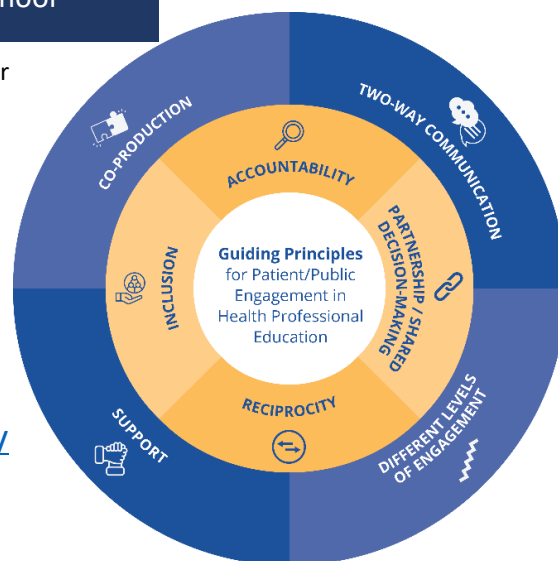 CO-PRODUCTION
TWO-WAY COMMUNICATION
ACCOUNTABILITY
INCLUSION
Guiding Principles
for Patient/Public
Engagement in
Health Professional
Education
PARTNERSHIP / SHARED
DECISION-MAKING
RECIPROCITY
SUPPORT
DIFFERENT LEVELS
OF ENGAGEMENT